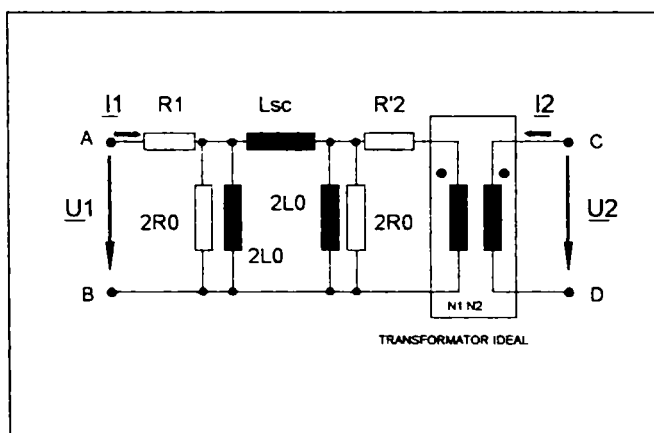 I1 R1 Lsc R'2 I2
A C
U1 2R0 2L0 2L0 2R0 U2
B N1 N2 D
TRANSFORMATOR IDEAL